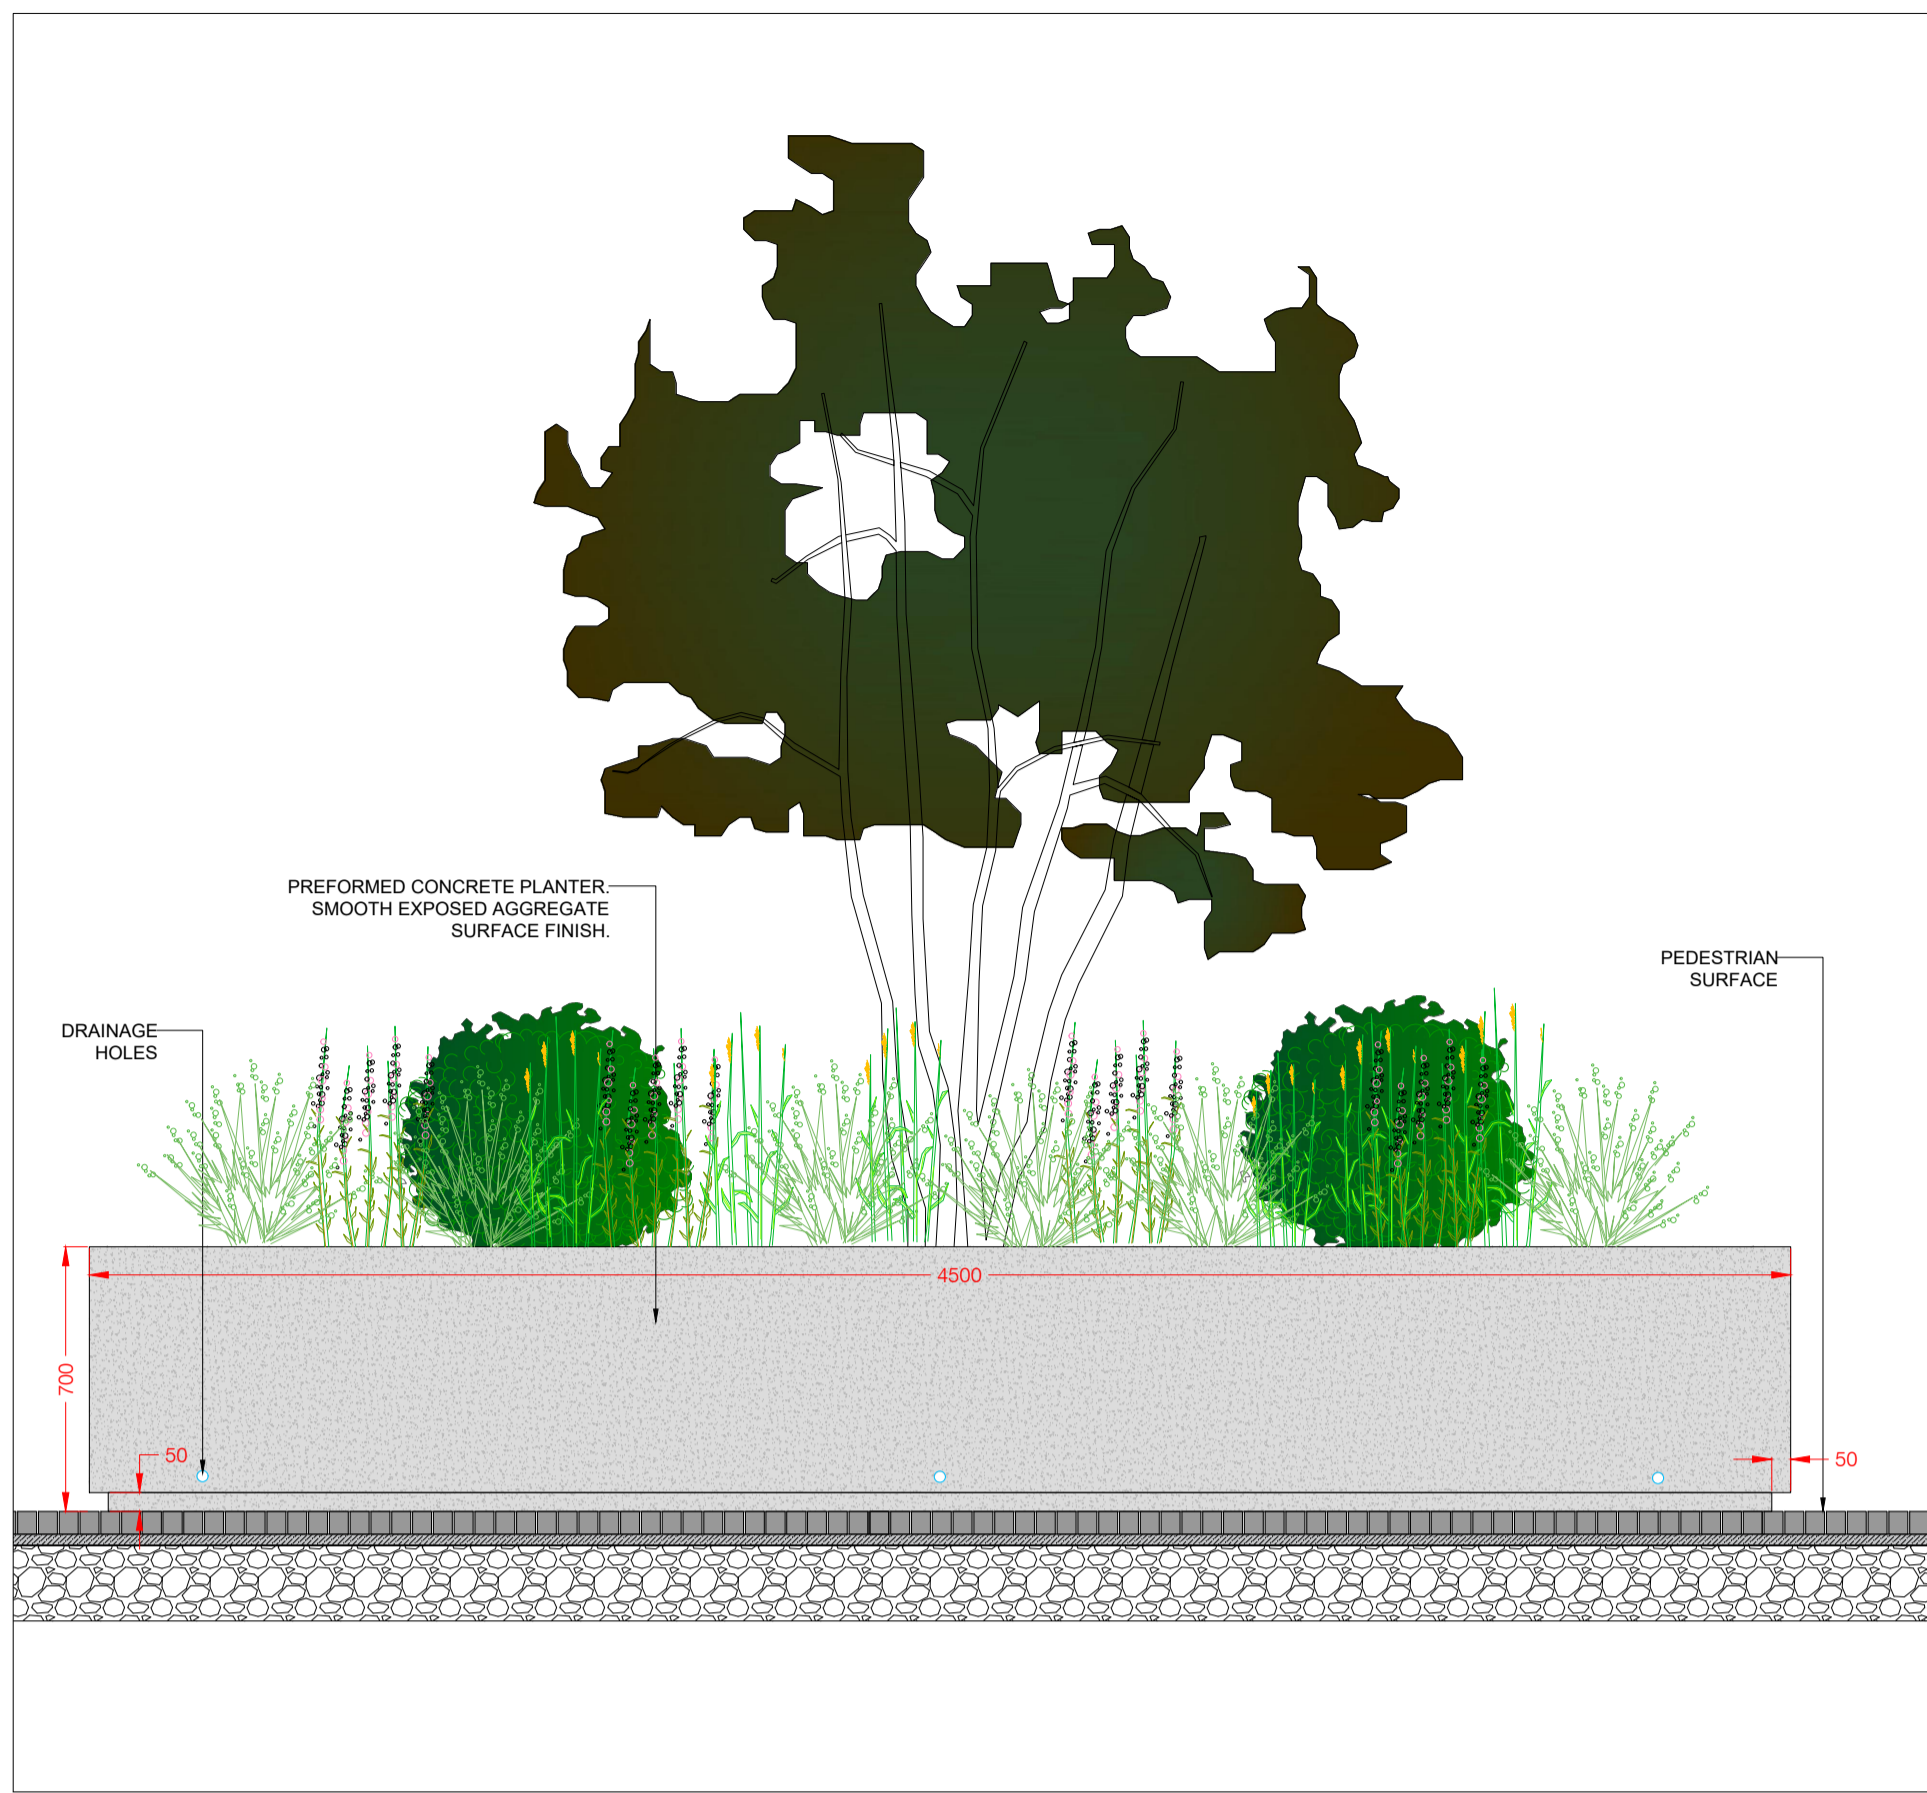 PREFORMED CONCRETE PLANTER.
SMOOTH EXPOSED AGGREGATE
SURFACE FINISH.
PEDESTRIAN
SURFACE
DRAINAGE
HOLES
4500
700
50
50